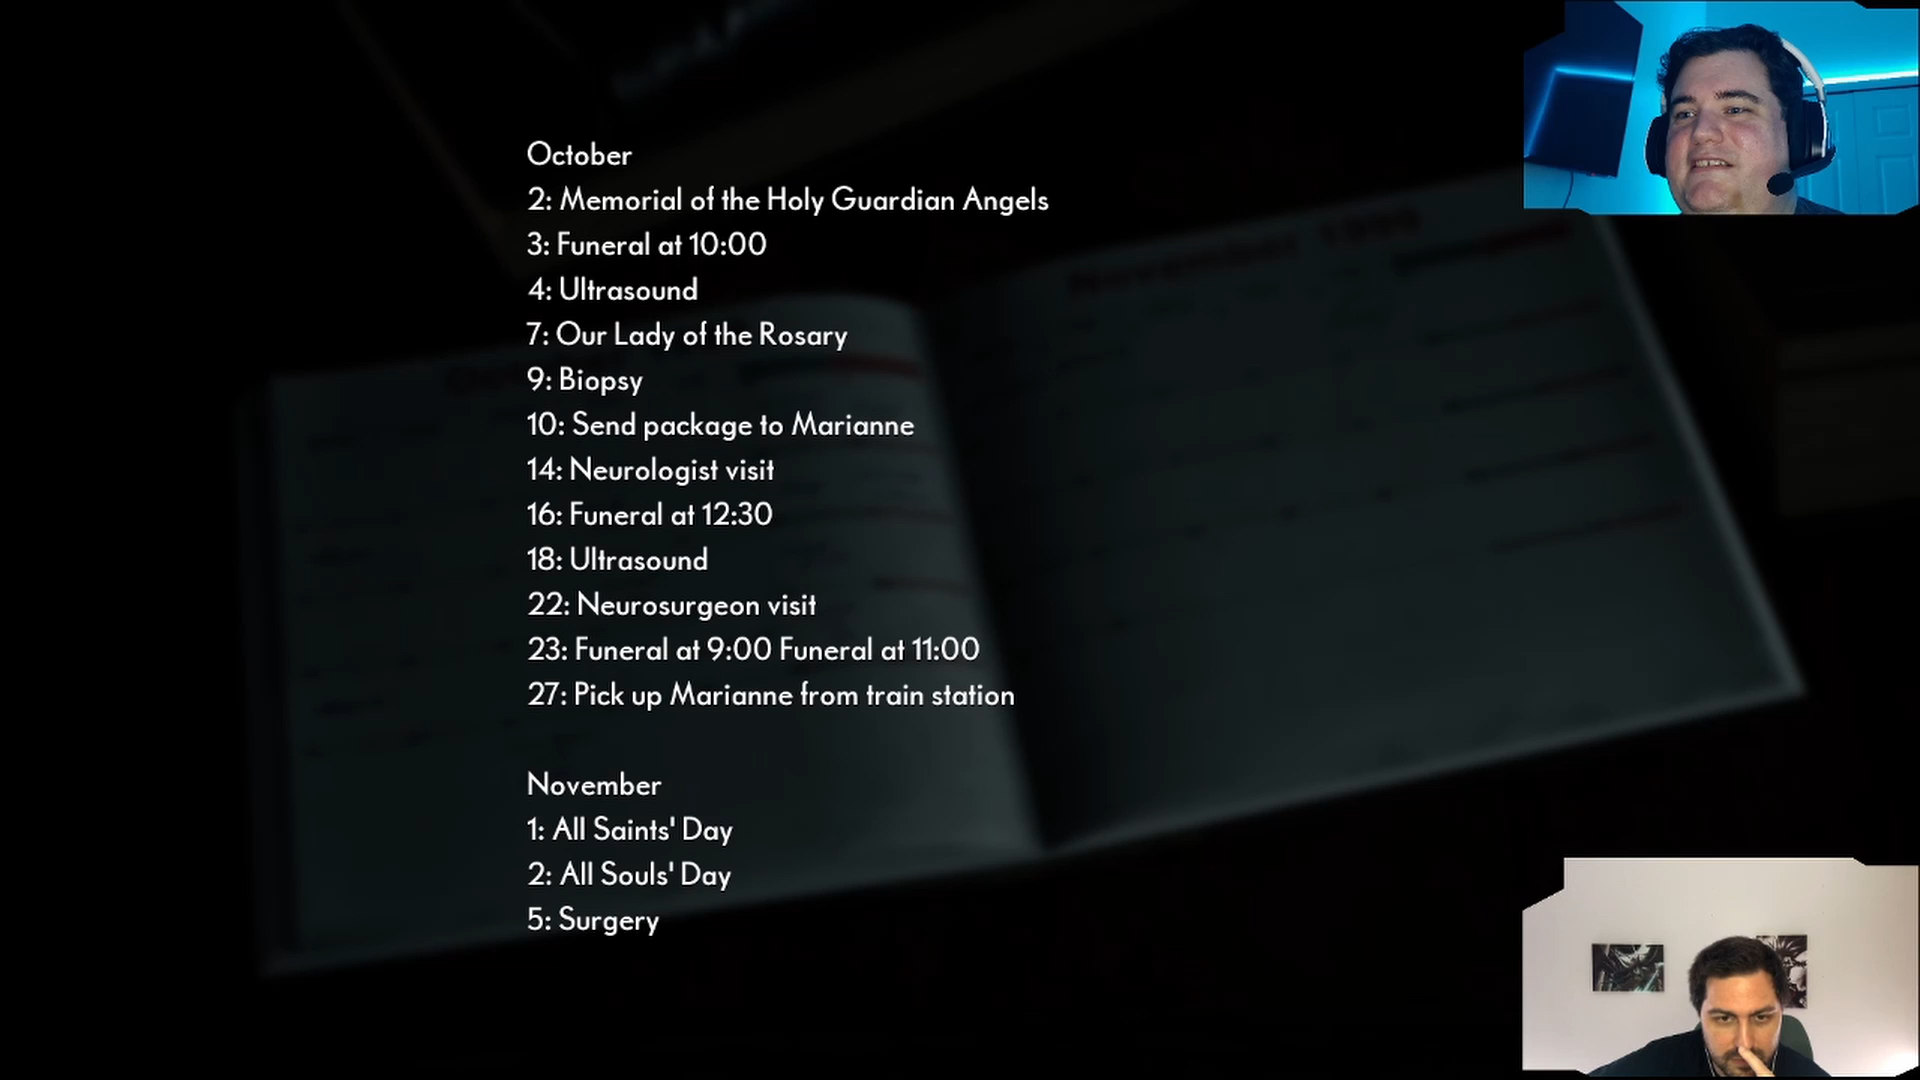 October
2: Memorial of the Holy Guardian Angels
3: Funeral at 10:00
4: Ultrasound
7: Our Lady of the Rosary
9: Biopsy
10: Send package to Marianne
14: Neurologist visit
16: Funeral at 12:30
18: Ultrasound
22: Neurosurgeon visit
23: Funeral at 9:00 Funeral at 11:00
27: Pick up Marianne from train station
November
1: All Saints' Day
2: All Souls' Day
5: Surgery